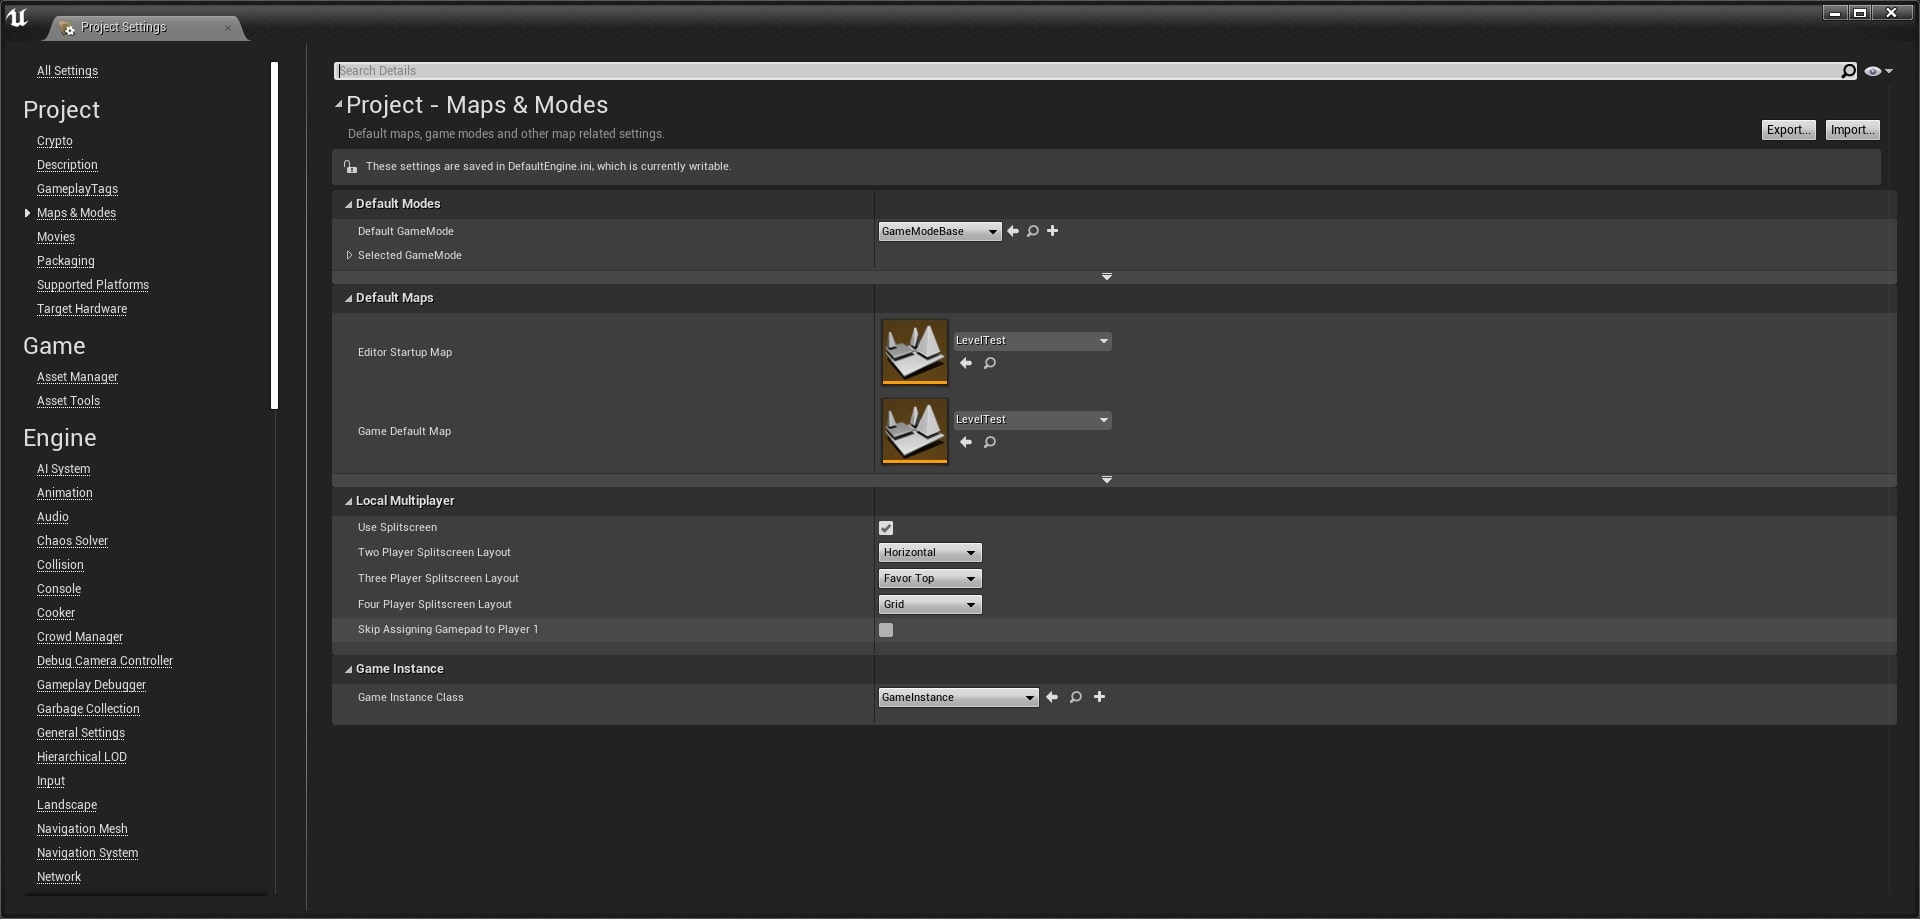 Project Settings
All Settings
Project
Crypto
Description
GameplayTags
Maps & Modes
Movies
Packaging
Supported Platforms
Target Hardware
Game
Asset Manager
Asset Tools
Engine
AI System
Animation
Audio
Chaos Solver
Collision
Console
Cooker
Crowd Manager
Debug Camera Controller
Gameplay Debugger
Garbage Collection
General Settings
Hierarchical LOD
Input
Landscape
Navigation Mesh
Navigation System
Network
Search Details
Project - Maps & Modes
Default maps, game modes and other map related settings.
Export...
Import...
These settings are saved in DefaultEngine.ini, which is currently writable.
Default Modes
Default GameMode
GameModeBase
Selected GameMode
Default Maps
Editor Startup Map
LevelTest
Game Default Map
LevelTest
Local Multiplayer
Use Splitscreen
Two Player Splitscreen Layout
Horizontal
Three Player Splitscreen Layout
Favor Top
Four Player Splitscreen Layout
Grid
Skip Assigning Gamepad to Player 1
Game Instance
Game Instance Class
GameInstance